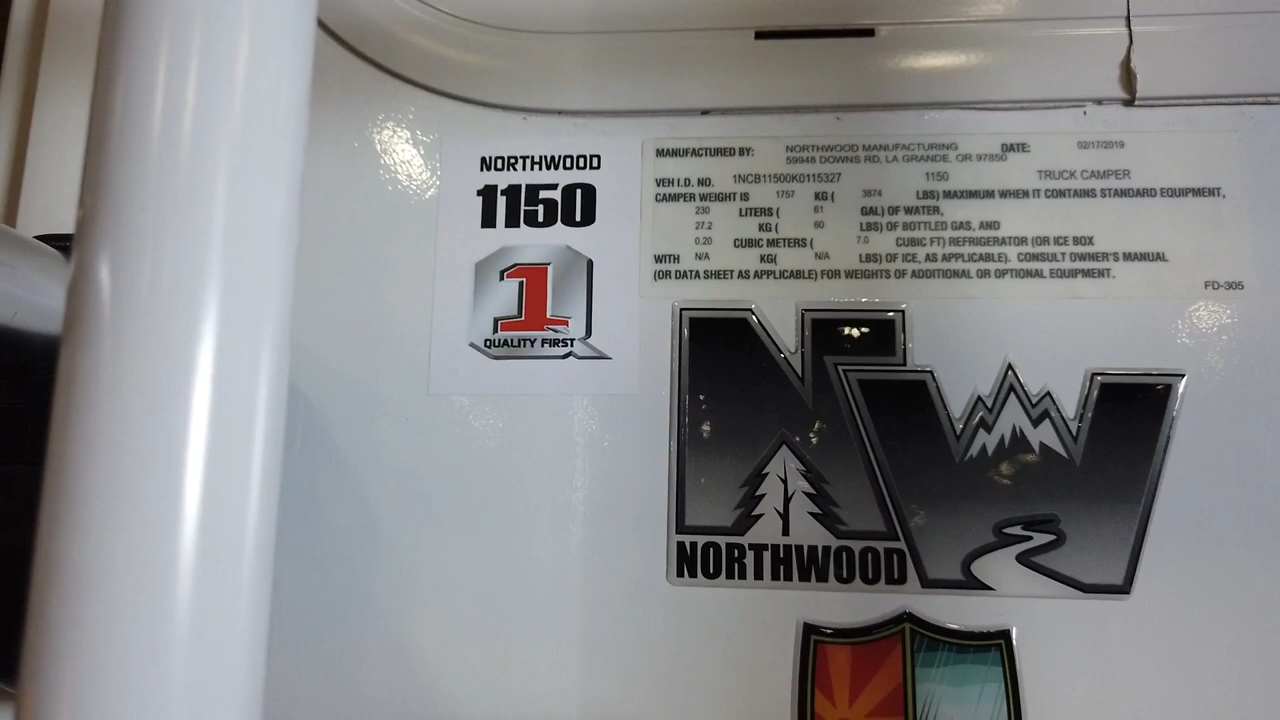 NORTHWOOD
1150
1
QUALITY FIRST
MANUFACTURED BY: NORTHWOOD MANUFACTURING DATE: 02/17/2019
59948 DOWNS RD, LA GRANDE, OR 97850
VEH I.D. NO. 1NCB11500K0115327 1150 TRUCK CAMPER
CAMPER WEIGHT IS 1757 KG ( 3874 LBS) MAXIMUM WHEN IT CONTAINS STANDARD EQUIPMENT,
230 LITERS ( 61 GAL) OF WATER,
27.2 KG ( 60 LBS) OF BOTTLED GAS, AND
0.20 CUBIC METERS ( 7.0 CUBIC FT) REFRIGERATOR (OR ICE BOX
WITH N/A KG( N/A LBS) OF ICE, AS APPLICABLE). CONSULT OWNER'S MANUAL
(OR DATA SHEET AS APPLICABLE) FOR WEIGHTS OF ADDITIONAL OR OPTIONAL EQUIPMENT.
FD-305
NW
NORTHWOOD